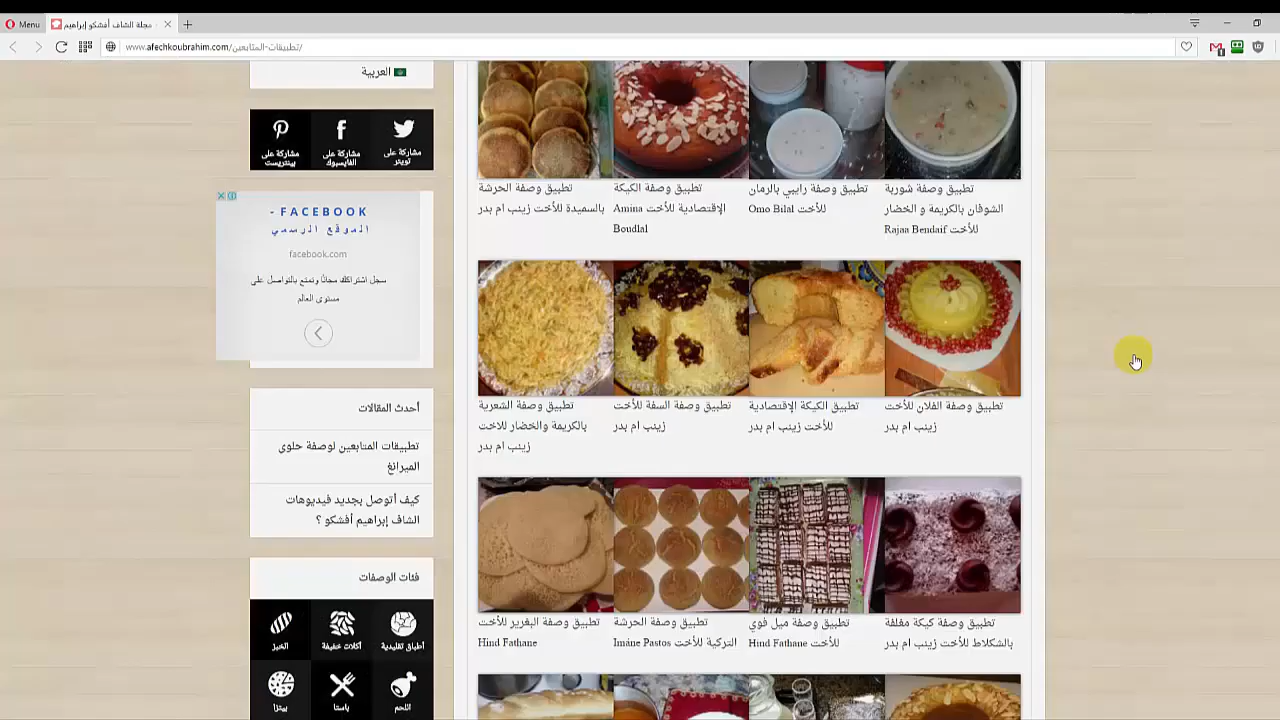 Menu
مجلة الشاف أفشكو إبراهيم
www.afechkoubrahim.com/تطبيقات-المتابعين/
العربية
مشاركة على تويتر
مشاركة على الفايسبوك
مشاركة على بينتريست
- FACEBOOK
الموقع الرسمي
facebook.com
سجل اشتراكك مجانًا وتمتع بالتواصل على
مستوى العالم
أحدث المقالات
تطبيقات المتابعين لوصفة حلوى
الميرانغ
كيف أتوصل بجديد فيديوهات
الشاف إبراهيم أفشكو ؟
فئات الوصفات
أطباق تقليدية
أكلات خفيفة
الخبز
اللحم
باستا
بيتزا
تطبيق وصفة شوربة
الشوفان بالكريمة و الخضار
للأخت Rajaa Bendaif
تطبيق وصفة رايبي بالرمان
للأخت Omo Bilal
تطبيق وصفة الكيكة
الإقتصادية للأخت Amina
Boudlal
تطبيق وصفة الحرشة
بالسميدة للأخت زينب ام بدر
تطبيق وصفة الفلان للأخت
زينب ام بدر
تطبيق الكيكة الإقتصادية
للأخت زينب ام بدر
تطبيق وصفة السفة للأخت
زينب ام بدر
تطبيق وصفة الشعرية
بالكريمة والخضار للاخت
زينب ام بدر
تطبيق وصفة كيكة مغلفة
بالشكلاط للأخت زينب ام بدر
تطبيق وصفة ميل فوي
للأخت Hind Fathane
تطبيق وصفة الحرشة
التركية للأخت Imáne Pastos
تطبيق وصفة البغرير للأخت
Hind Fathane